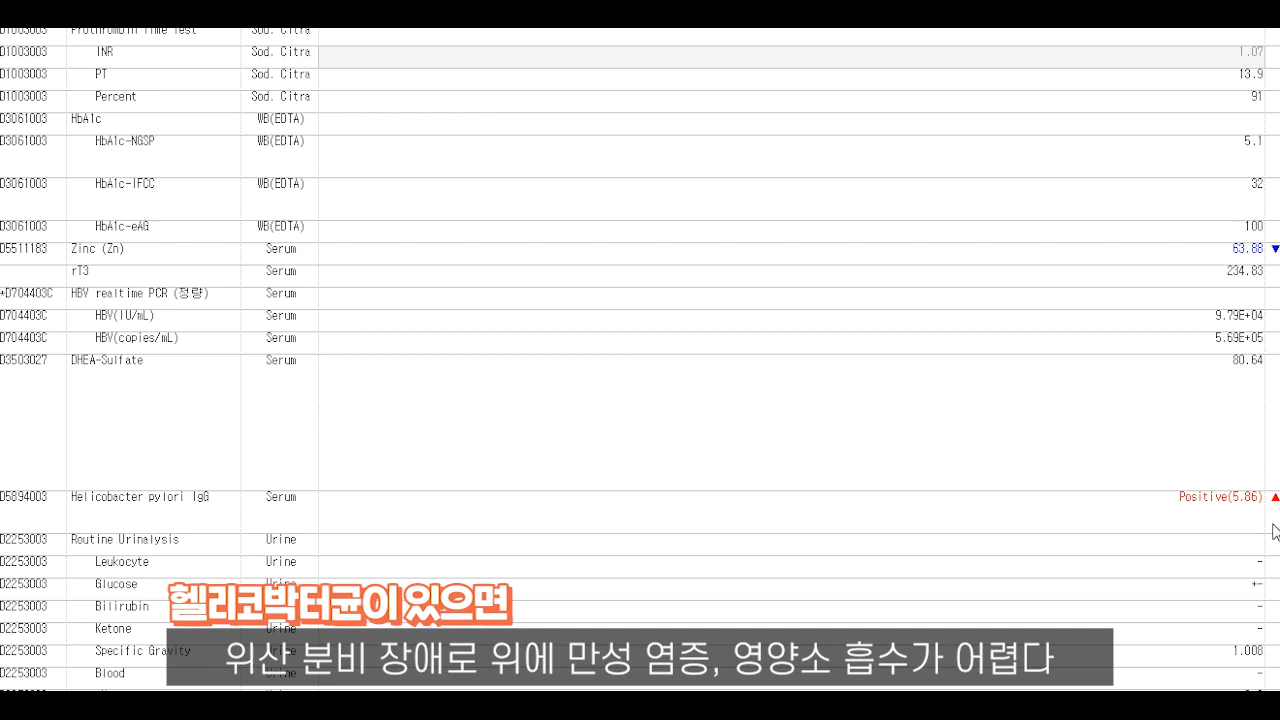 D1003003 Prothrombin Time Test Sod. Citra
D1003003 INR Sod. Citra 1.07
D1003003 PT Sod. Citra 13.9
D1003003 Percent Sod. Citra 91
D3061003 HbA1c WB(EDTA)
D3061003 HbA1c-NGSP WB(EDTA) 5.1
D3061003 HbA1c-IFCC WB(EDTA) 32
D3061003 HbA1c-eAG WB(EDTA) 100
D5511183 Zinc (Zn) Serum 63.88 ▼
rT3 Serum 234.83
*D704403C HBV realtime PCR (정량) Serum
D704403C HBV(IU/mL) Serum 9.79E+04
D704403C HBV(copies/mL) Serum 5.69E+05
D3503027 DHEA-Sulfate Serum 80.64
D5894003 Helicobacter pylori IgG Serum Positive(5.86) ▲
D2253003 Routine Urinalysis Urine
D2253003 Leukocyte Urine -
D2253003 Glucose Urine +-
D2253003 Bilirubin -
헬리코박터균이 있으면
D2253003 Ketone Urine -
D2253003 Specific Gravity Urine 1.008
위산 분비 장애로 위에 만성 염증, 영양소 흡수가 어렵다
D2253003 Blood Urine -